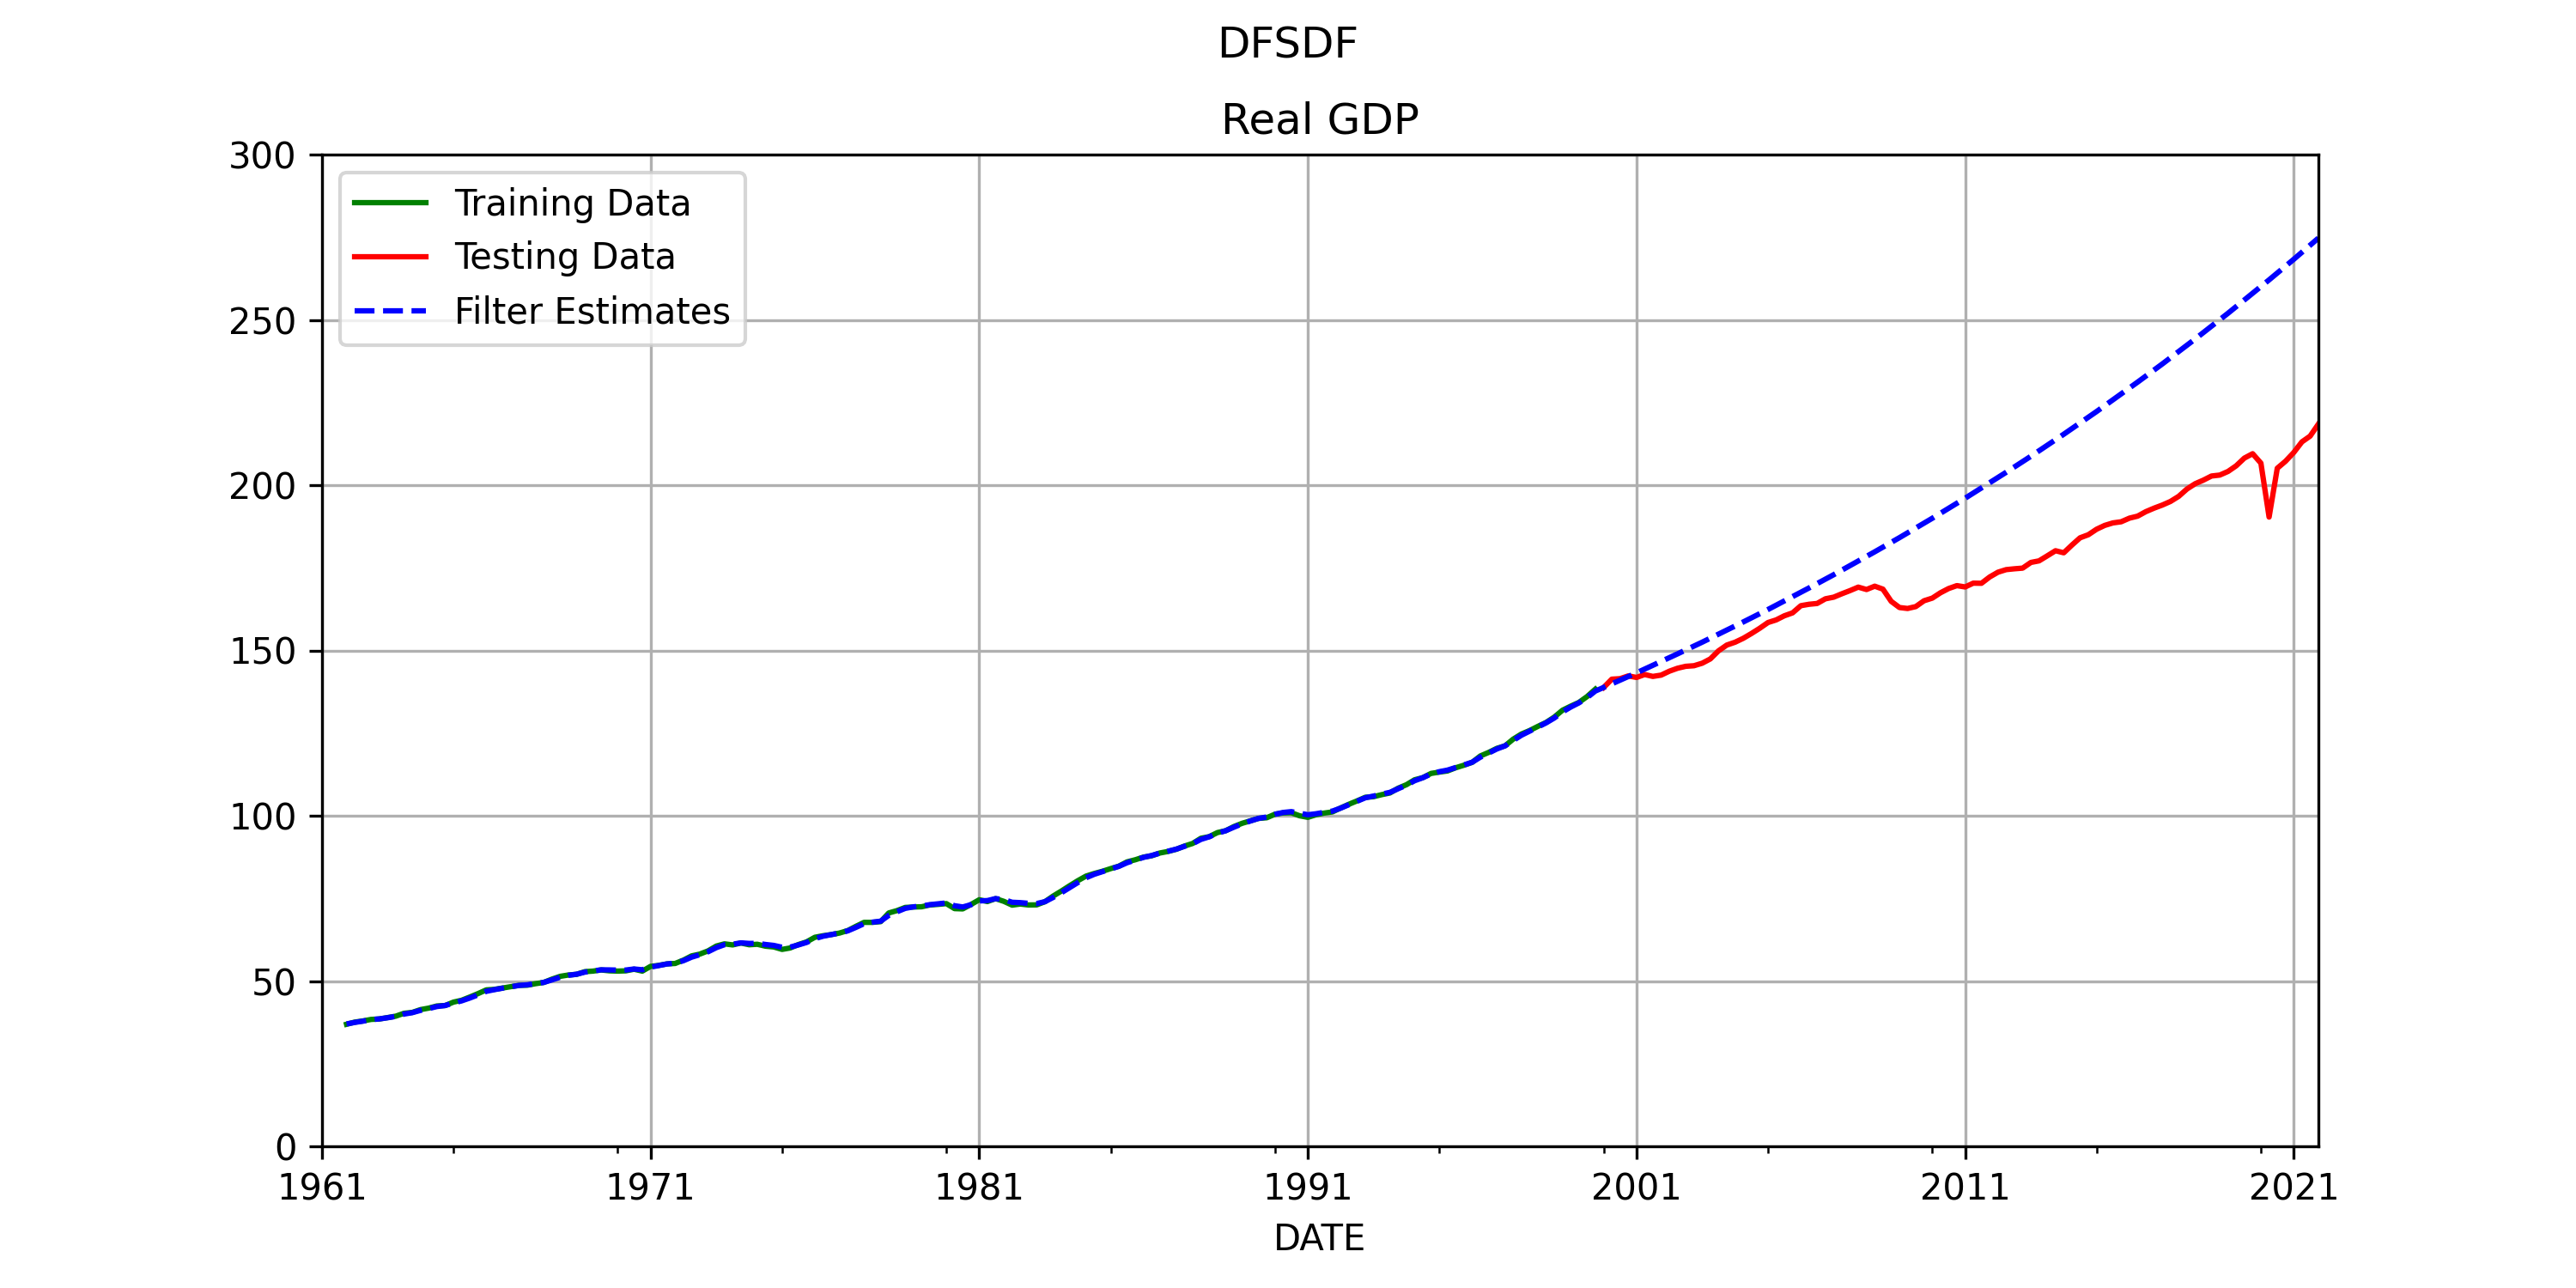 DFSDF
Real GDP
300
250
200
150
100
50
0
Training Data
Testing Data
Filter Estimates
1961 1971 1981 1991 2001 2011 2021
DATE